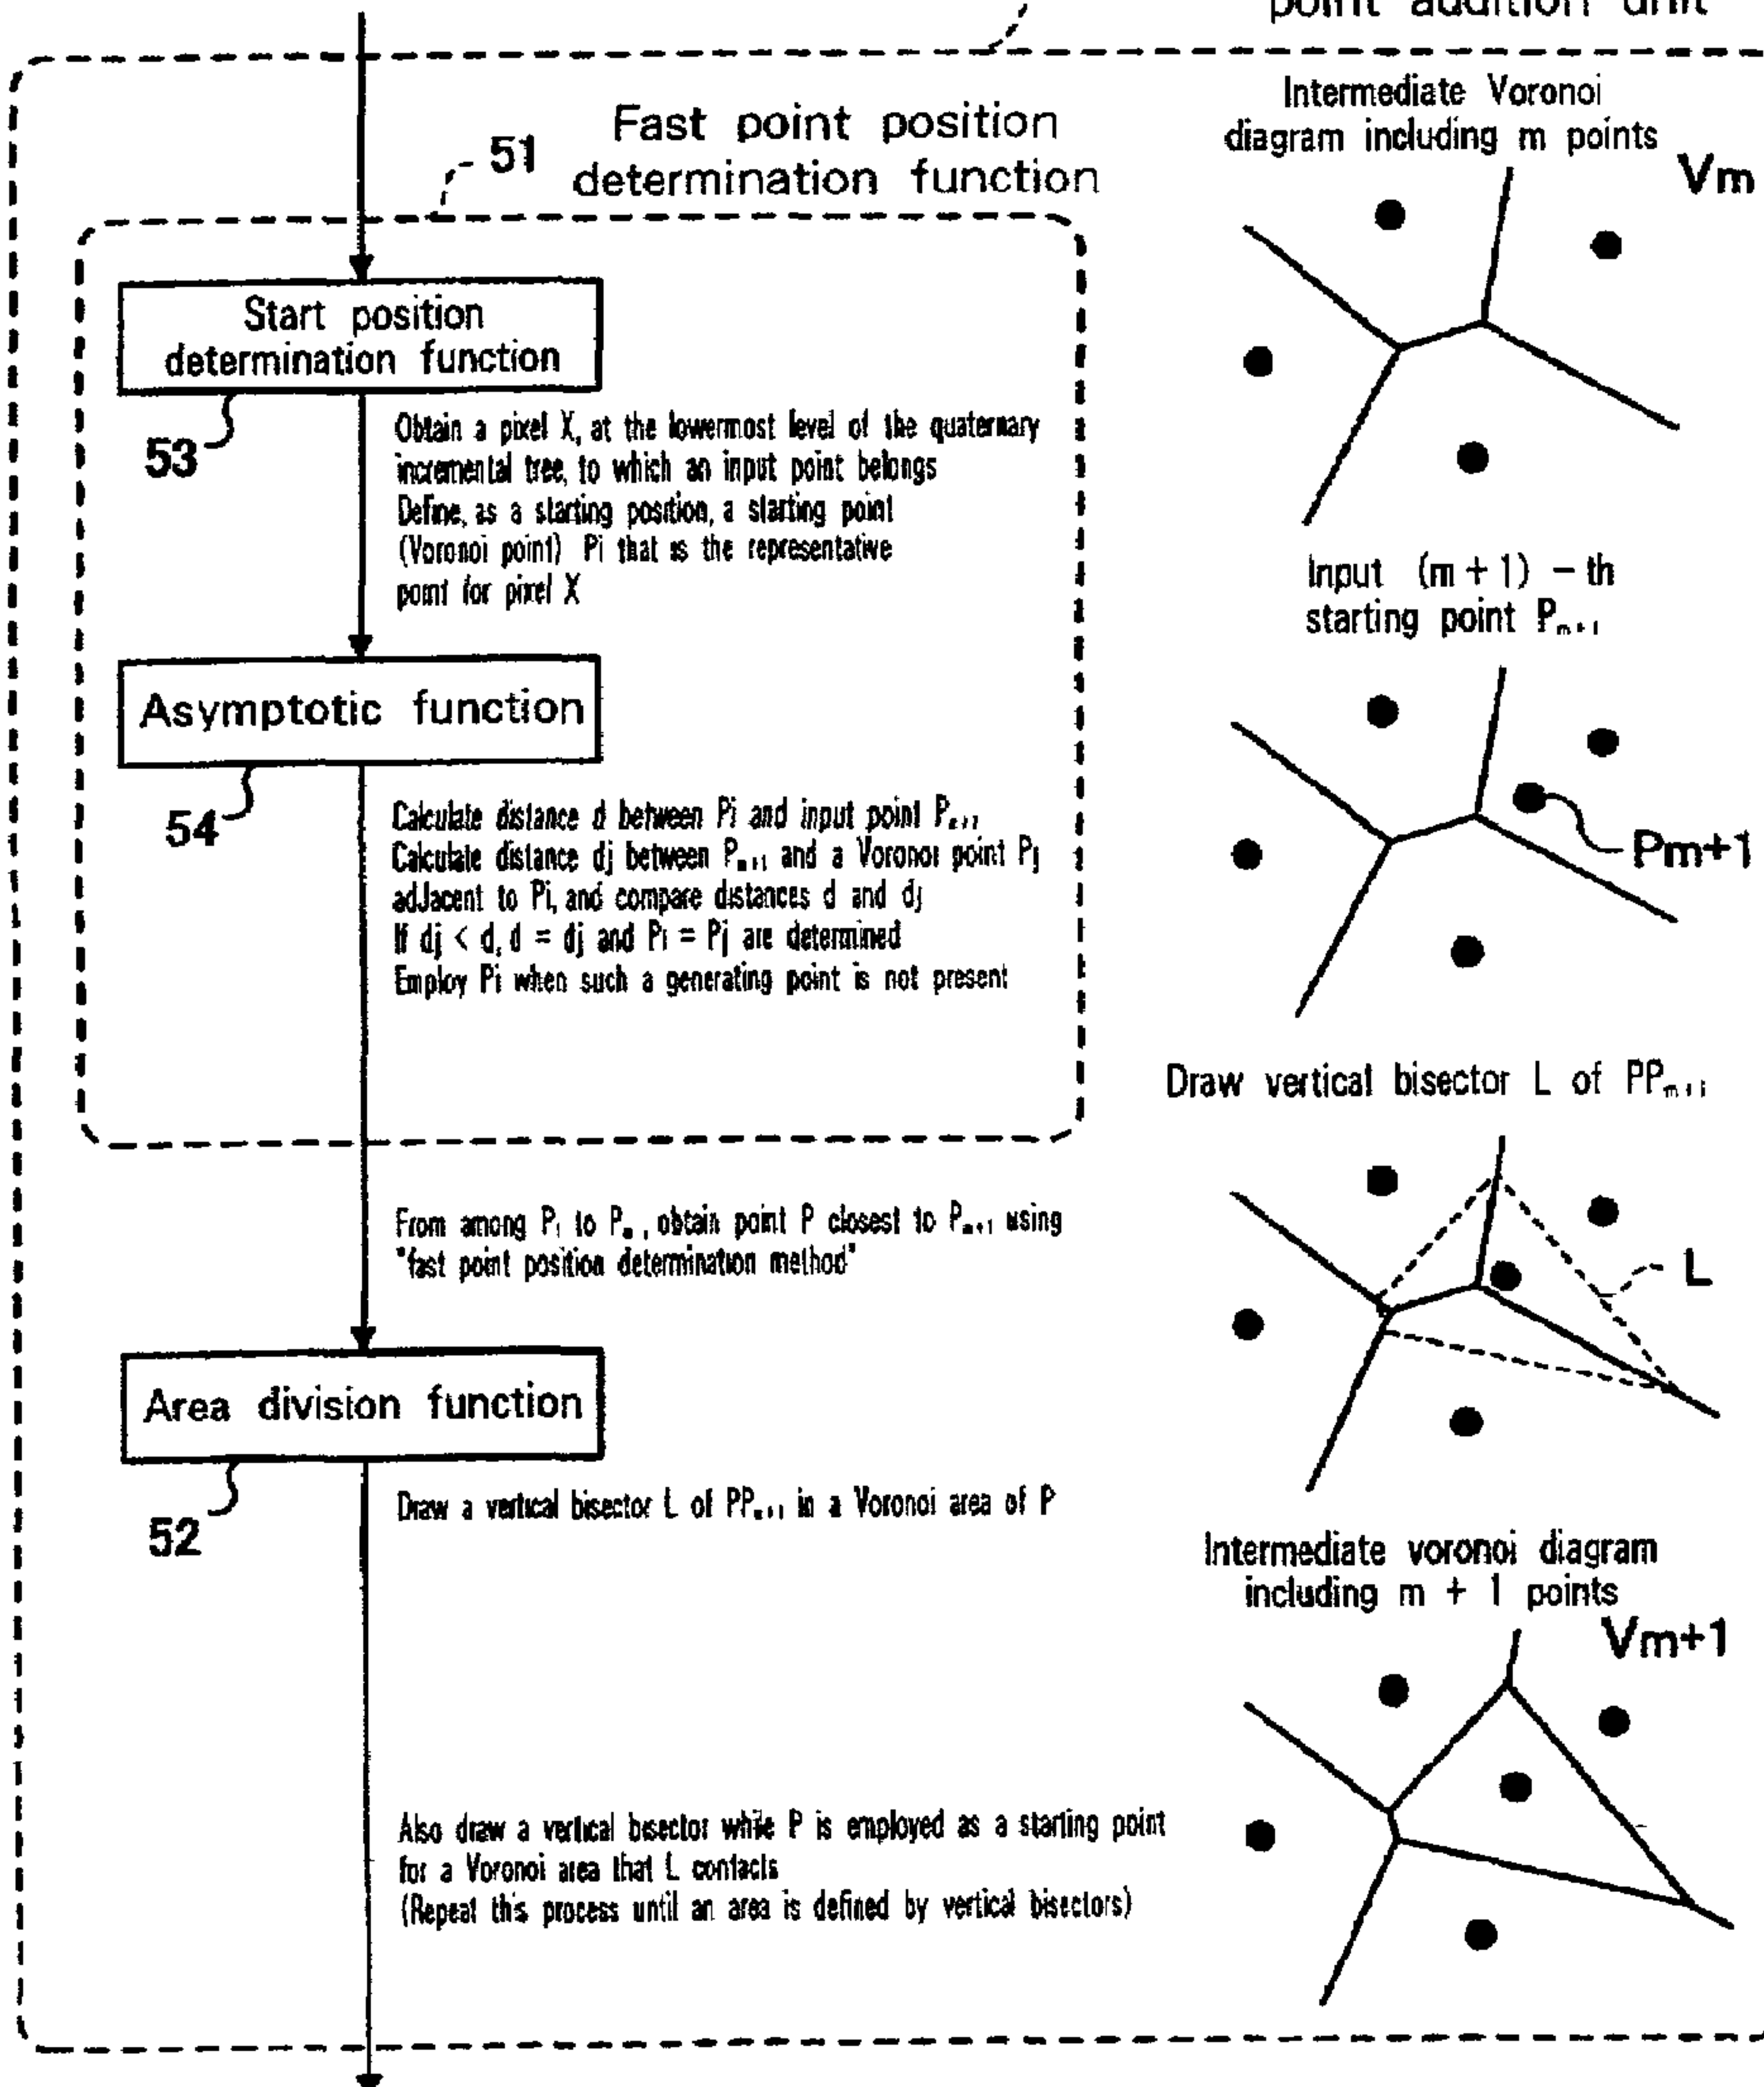 point addition unit
51
Fast point position
determination function
Start position
determination function
53
Obtain a pixel X, at the lowermost level of the quaternary
incremental tree, to which an input point belongs
Define, as a starting position, a starting point
(Voronoi point) Pi that is the representative
point for pixel X
Asymptotic function
54
Calculate distance d between Pi and input point Pm+1
Calculate distance dj between Pm+1 and a Voronoi point Pj
adJacent to Pi, and compare distances d and dj
If dj < d, d = dj and Pi = Pj are determined
Employ Pi when such a generating point is not present
From among P1 to Pm, obtain point P closest to Pm+1 using
"fast point position determination method"
Area division function
52
Draw a vertical bisector L of PPm+1 in a Voronoi area of P
Also draw a vertical bisector while P is employed as a starting point
for a Voronoi area that L contacts
(Repeat this process until an area is defined by vertical bisectors)
Intermediate Voronoi
diagram including m points
Vm
Input (m + 1) - th
starting point Pm+1
Pm+1
Draw vertical bisector L of PPm+1
L
Intermediate voronoi diagram
including m + 1 points
Vm+1